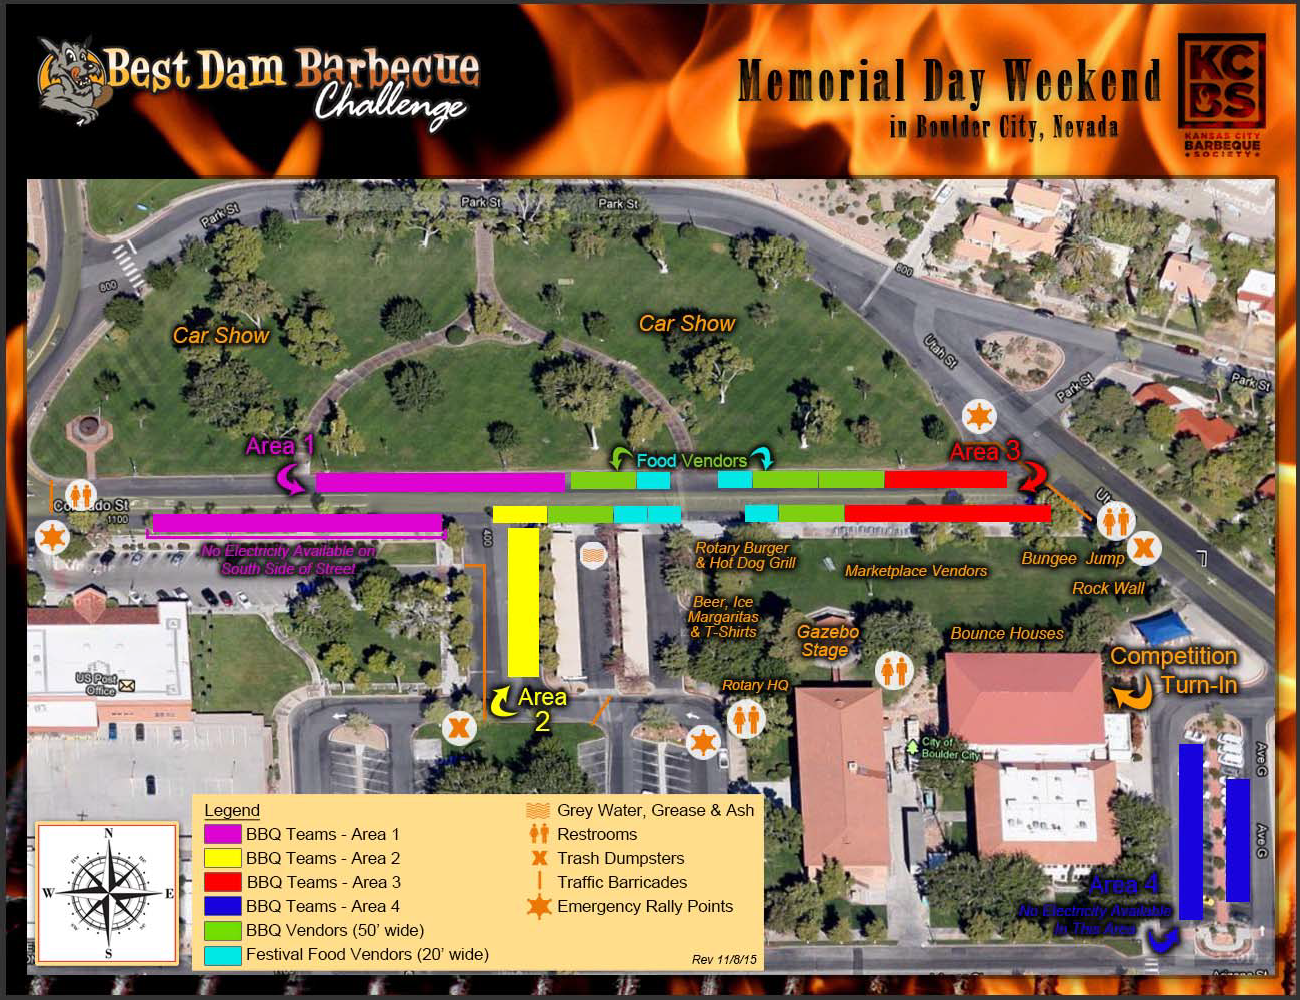 Best Dam Barbecue
Challenge
Memorial Day Weekend
in Boulder City, Nevada
KC
BS
KANSAS CITY
BARBEQUE
SOCIETY
Park St
Park St
Park St
800
600
Car Show
Car Show
Utah St
Park St
Park St
Area 1
Food Vendors
Area 3
Colorado St
1100
400
No Electricity Available on
South Side of Street
Rotary Burger
& Hot Dog Grill
Marketplace Vendors
Bungee Jump
Rock Wall
Beer, Ice
Margaritas
& T-Shirts
Gazebo
Stage
Bounce Houses
Competition
Turn-In
US Post
Office
Rotary HQ
Area
2
City of
Boulder City
Ave G
Ave G
Area 4
No Electricity Available
In This Area
Legend
BBQ Teams - Area 1
BBQ Teams - Area 2
BBQ Teams - Area 3
BBQ Teams - Area 4
BBQ Vendors (50' wide)
Festival Food Vendors (20' wide)
Grey Water, Grease & Ash
Restrooms
Trash Dumpsters
Traffic Barricades
Emergency Rally Points
Rev 11/8/15
N
W
E
S